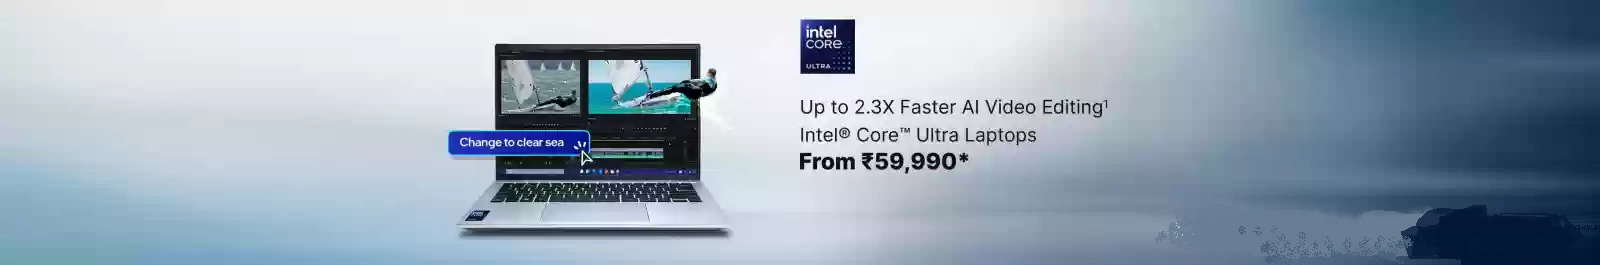 Change to clear sea
intel
CORE
ULTRA
Up to 2.3X Faster AI Video Editing¹
Intel® Core™ Ultra Laptops
From ₹59,990*